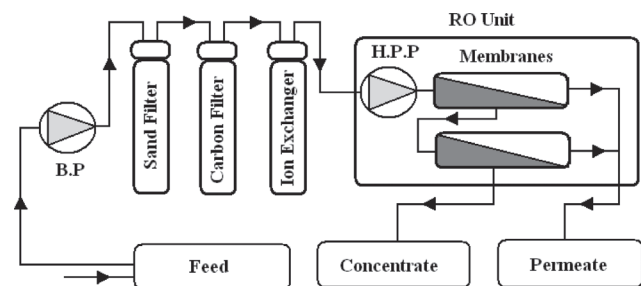 RO Unit
H.P.P
Membranes
Sand Filter
Carbon Filter
Ion Exchanger
B.P
Feed
Concentrate
Permeate